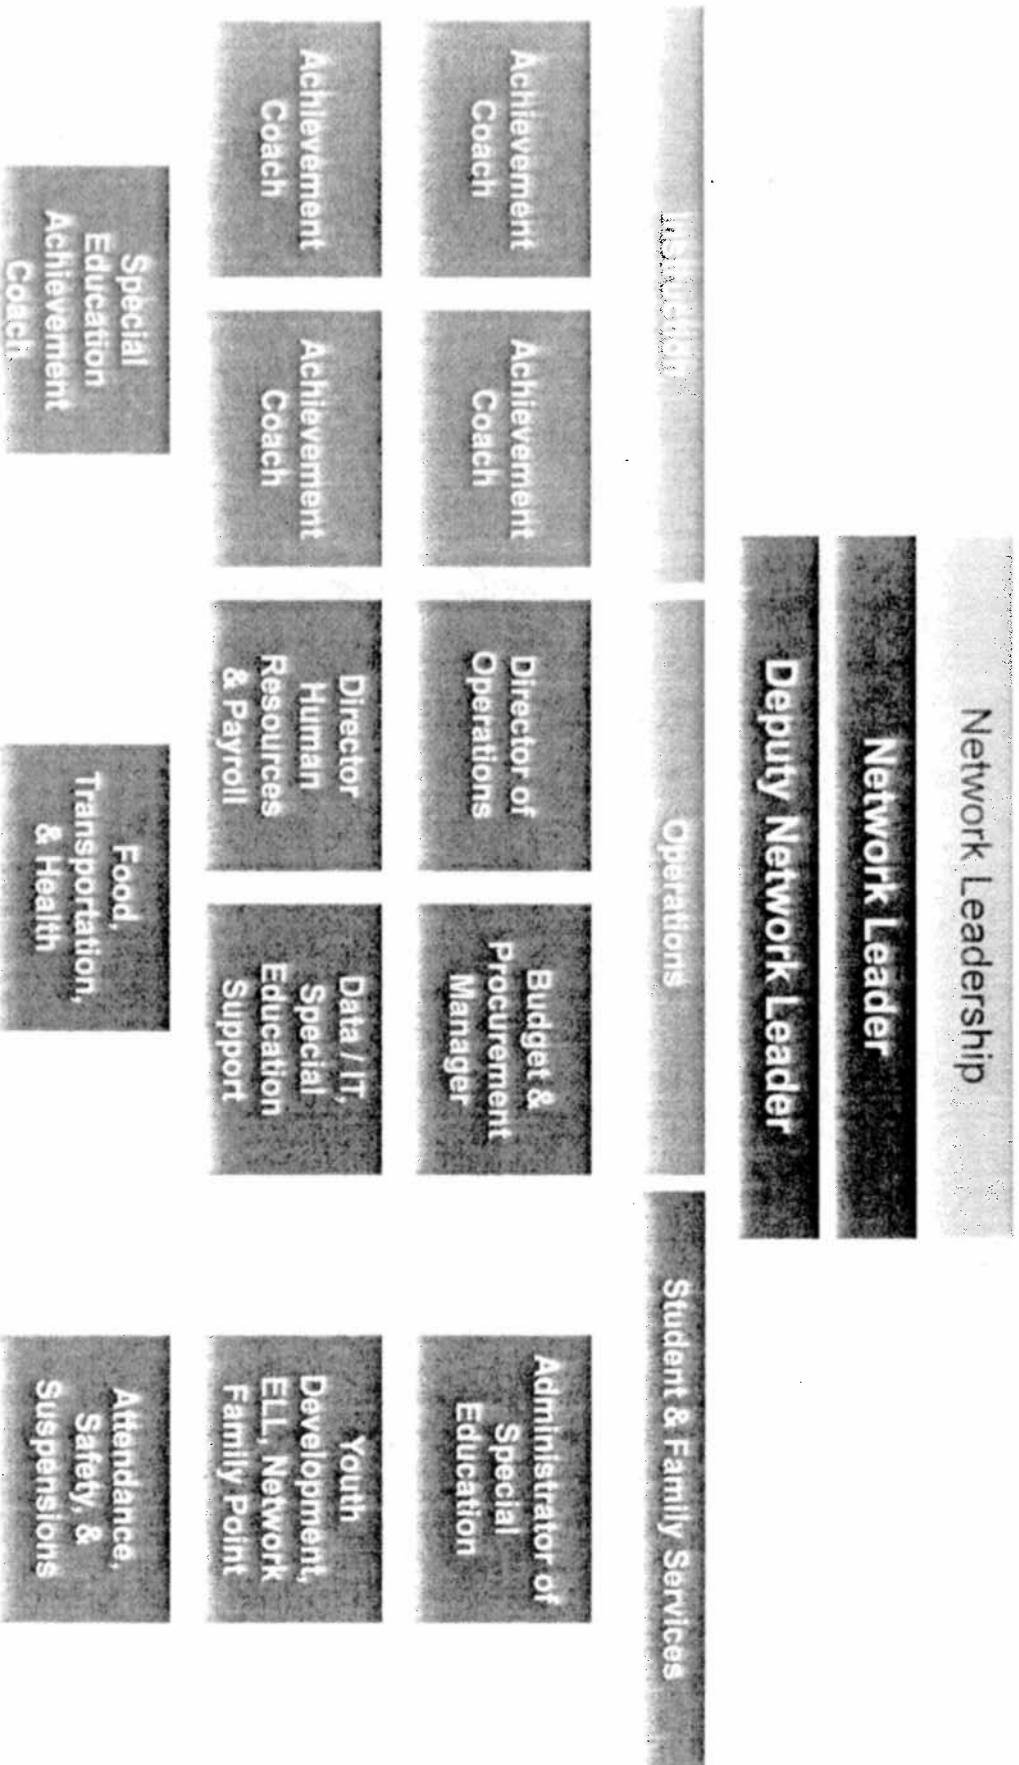 Network Leadership
Network Leader
Deputy Network Leader
Instruction
Operations
Student & Family Services
Achievement
Coach
Achievement
Coach
Director of
Operations
Budget &
Procurement
Manager
Administrator of
Special
Education
Achievement
Coach
Achievement
Coach
Director
Human
Resources
& Payroll
Data / IT,
Special
Education
Support
Youth
Development,
ELL, Network
Family Point
Special
Education
Achievement
Coach
Food,
Transportation,
& Health
Attendance,
Safety, &
Suspensions